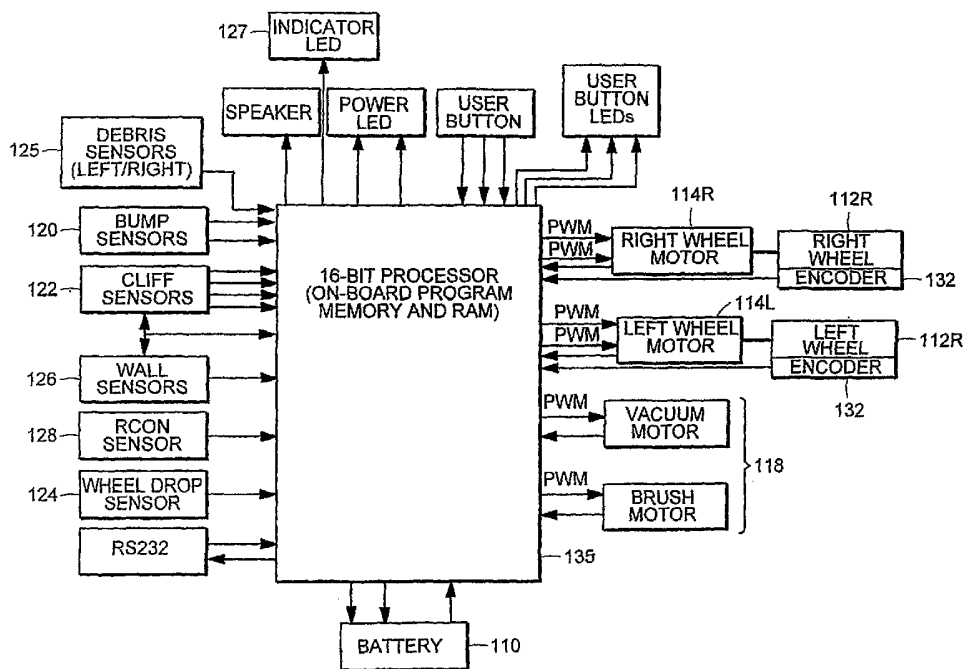 127
INDICATOR
LED
SPEAKER
POWER
LED
USER
BUTTON
USER
BUTTON
LEDs
125
DEBRIS
SENSORS
(LEFT/RIGHT)
120
BUMP
SENSORS
122
CLIFF
SENSORS
126
WALL
SENSORS
128
RCON
SENSOR
124
WHEEL DROP
SENSOR
RS232
16-BIT PROCESSOR
(ON-BOARD PROGRAM
MEMORY AND RAM)
135
PWM
PWM
114R
RIGHT WHEEL
MOTOR
112R
RIGHT
WHEEL
ENCODER
132
PWM
PWM
114L
LEFT WHEEL
MOTOR
LEFT
WHEEL
ENCODER
112R
132
PWM
VACUUM
MOTOR
118
PWM
BRUSH
MOTOR
BATTERY
110